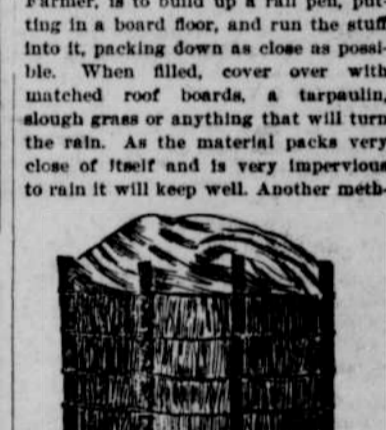 Farmer, is to build up a rail pen, put-
ting in a board floor, and run the stuff
into it, packing down as close as possi-
ble. When filled, cover over with
matched roof boards, a tarpaulin,
slough grass or anything that will turn
the rain. As the material packs very
close of itself and is very impervious
to rain it will keep well. Another meth-